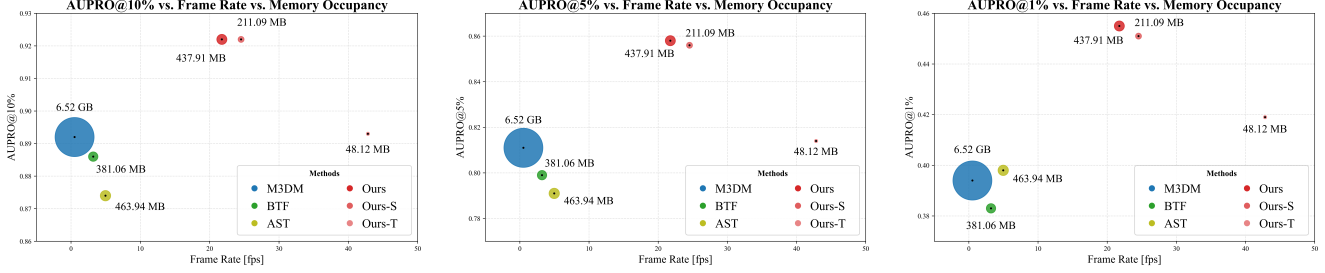 AUPRO@10% vs. Frame Rate vs. Memory Occupancy
0.93
0.92
0.91
0.90
0.89
0.88
0.87
0.86
AUPRO@10%
211.09 MB
437.91 MB
6.52 GB
48.12 MB
381.06 MB
463.94 MB
Methods
M3DM
BTF
AST
Ours
Ours-S
Ours-T
0
10
20
30
40
50
Frame Rate [fps]
AUPRO@5% vs. Frame Rate vs. Memory Occupancy
0.86
0.84
0.82
0.80
0.78
AUPRO@5%
211.09 MB
437.91 MB
6.52 GB
48.12 MB
381.06 MB
463.94 MB
Methods
M3DM
BTF
AST
Ours
Ours-S
Ours-T
0
10
20
30
40
50
Frame Rate [fps]
AUPRO@1% vs. Frame Rate vs. Memory Occupancy
0.46
0.44
0.42
0.40
0.38
AUPRO@1%
211.09 MB
437.91 MB
48.12 MB
6.52 GB
463.94 MB
381.06 MB
Methods
M3DM
BTF
AST
Ours
Ours-S
Ours-T
0
10
20
30
40
50
Frame Rate [fps]